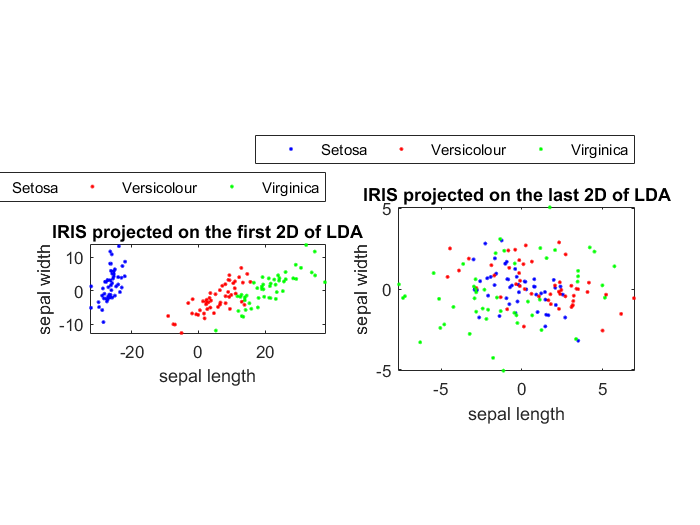 Setosa Versicolour Virginica
Setosa Versicolour Virginica
IRIS projected on the first 2D of LDA
10
0
-10
sepal width
-20 0 20
sepal length
IRIS projected on the last 2D of LDA
5
0
-5
sepal width
-5 0 5
sepal length